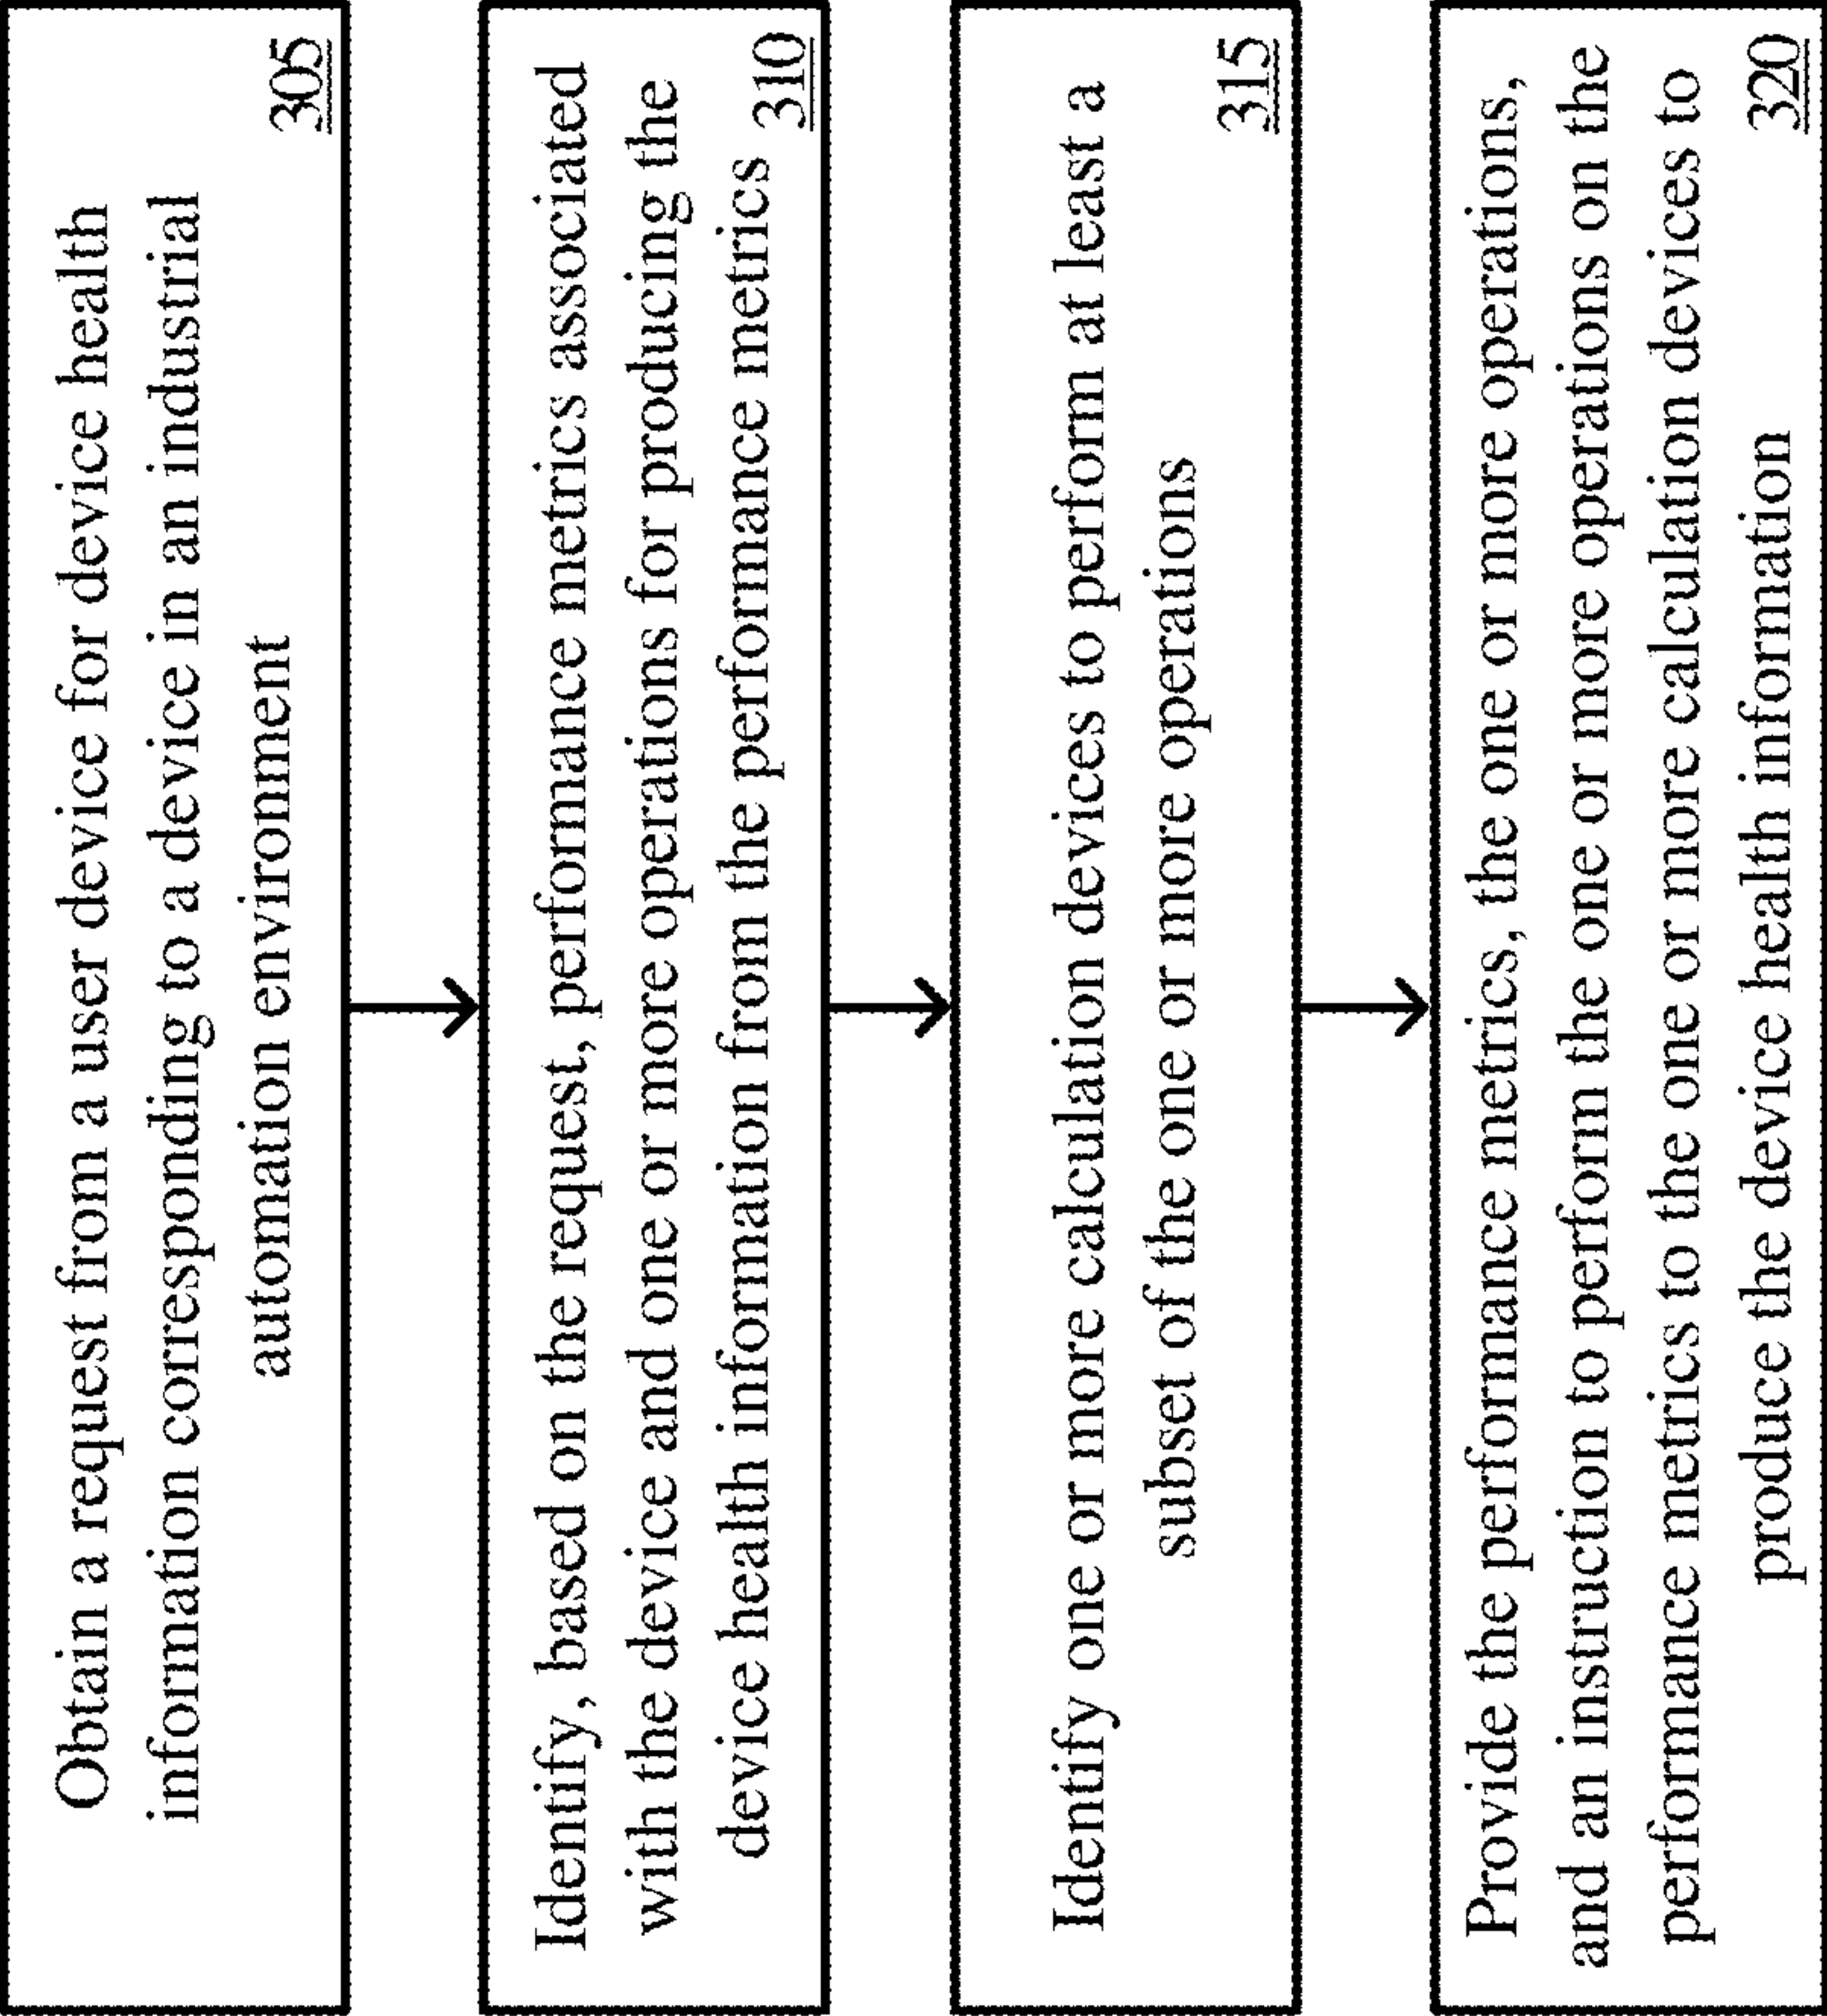 Obtain a request from a user device for device health
information corresponding to a device in an industrial
automation environment
305
Identify, based on the request, performance metrics associated
with the device and one or more operations for producing the
device health information from the performance metrics
310
Identify one or more calculation devices to perform at least a
subset of the one or more operations
315
Provide the performance metrics, the one or more operations,
and an instruction to perform the one or more operations on the
performance metrics to the one or more calculation devices to
produce the device health information
320